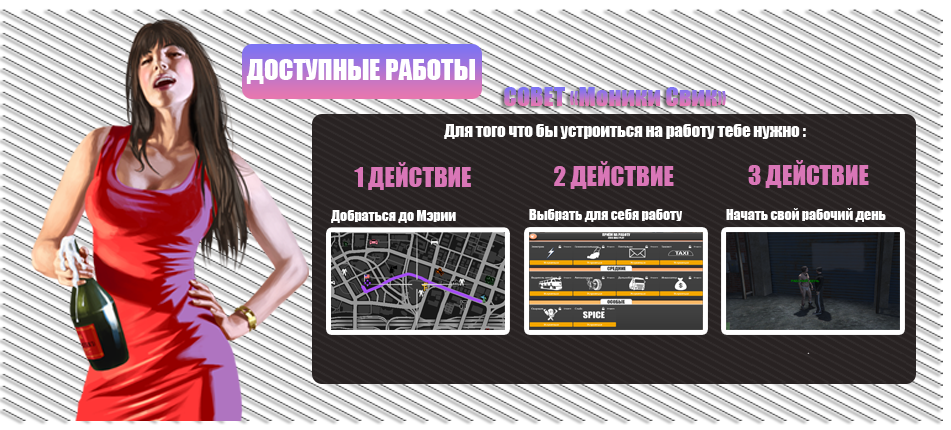 ДОСТУПНЫЕ РАБОТЫ
СОВЕТ «Моники Свик»
Для того что бы устроиться на работу тебе нужно :
1 ДЕЙСТВИЕ
2 ДЕЙСТВИЕ
3 ДЕЙСТВИЕ
Добраться до Мэрии
Выбрать для себя работу
Начать свой рабочий день
TAXI
СРЕДНИЕ
ОСОБЫЕ
SPICE